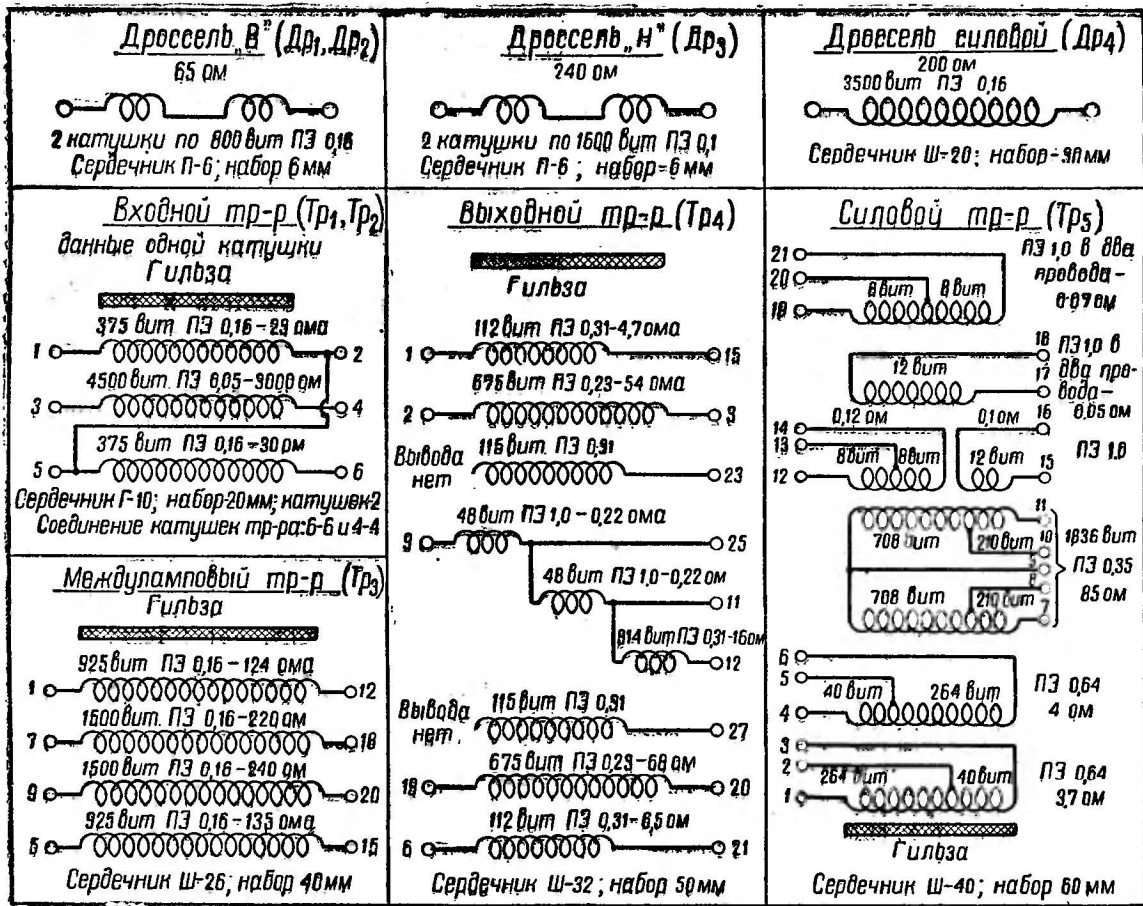 Дроссель „В" (Др1, Др2)
65 ом
2 катушки по 800 вит ПЭ 0,16
Сердечник П-6; набор 6 мм
Дроссель „Н" (Др3)
240 ом
2 катушки по 1600 вит ПЭ 0,1
Сердечник П-6; набор=6 мм
Дроссель силовой (Др4)
200 ом
3500 вит ПЭ 0,16
Сердечник Ш-20; набор-30мм
Входной тр-р (Тр1, Тр2)
данные одной катушки
Гильза
375 вит ПЭ 0,16-29 ома
1 2
4500 вит. ПЭ 0,05-3000 ом
3 4
375 вит ПЭ 0,16-30 ом
5 6
Сердечник Г-10; набор-20мм; катушек-2
Соединение катушек тр-ра: 6-6 и 4-4
Междуламповый тр-р (Тр3)
Гильза
925 вит ПЭ 0,16-124 ома
1 12
1500 вит. ПЭ 0,16-220 ом
7 18
1500 вит ПЭ 0,16-240 ом
9 20
925 вит ПЭ 0,16-135 ома
5 15
Сердечник Ш-26; набор 40мм
Выходной тр-р (Тр4)
Гильза
112 вит ПЭ 0,31-4,7 ома
1 15
675 вит ПЭ 0,23-54 ома
2 3
Вывода
нет
115 вит ПЭ 0,31
23
48 вит ПЭ 1,0-0,22 ома
9 25
48 вит ПЭ 1,0-0,22 ом
11
914 вит ПЭ 0,31-16 ом
12
Вывода
нет
115 вит ПЭ 0,31
27
675 вит ПЭ 0,23-68 ом
19 20
112 вит ПЭ 0,31-6,5 ом
6 21
Сердечник Ш-32; набор 50мм
Силовой тр-р (Тр5)
21
20
19
8 вит 8 вит
ПЭ 1,0 в два
провода-
0,07 ом
12 вит
18
17
ПЭ 1,0 в
два про-
вода-
0,05 ом
0,12 ом 0,1 ом
14
13
12
8 вит 8 вит
12 вит
16
15
ПЭ 1,0
708 вит 210 вит
708 вит 210 вит
11
10
9
8
7
1836 вит
ПЭ 0,35
85 ом
6
5
4
40 вит 264 вит
ПЭ 0,64
4 ом
3
2
1
264 вит 40 вит
ПЭ 0,64
3,7 ом
Гильза
Сердечник Ш-40; набор 60 мм